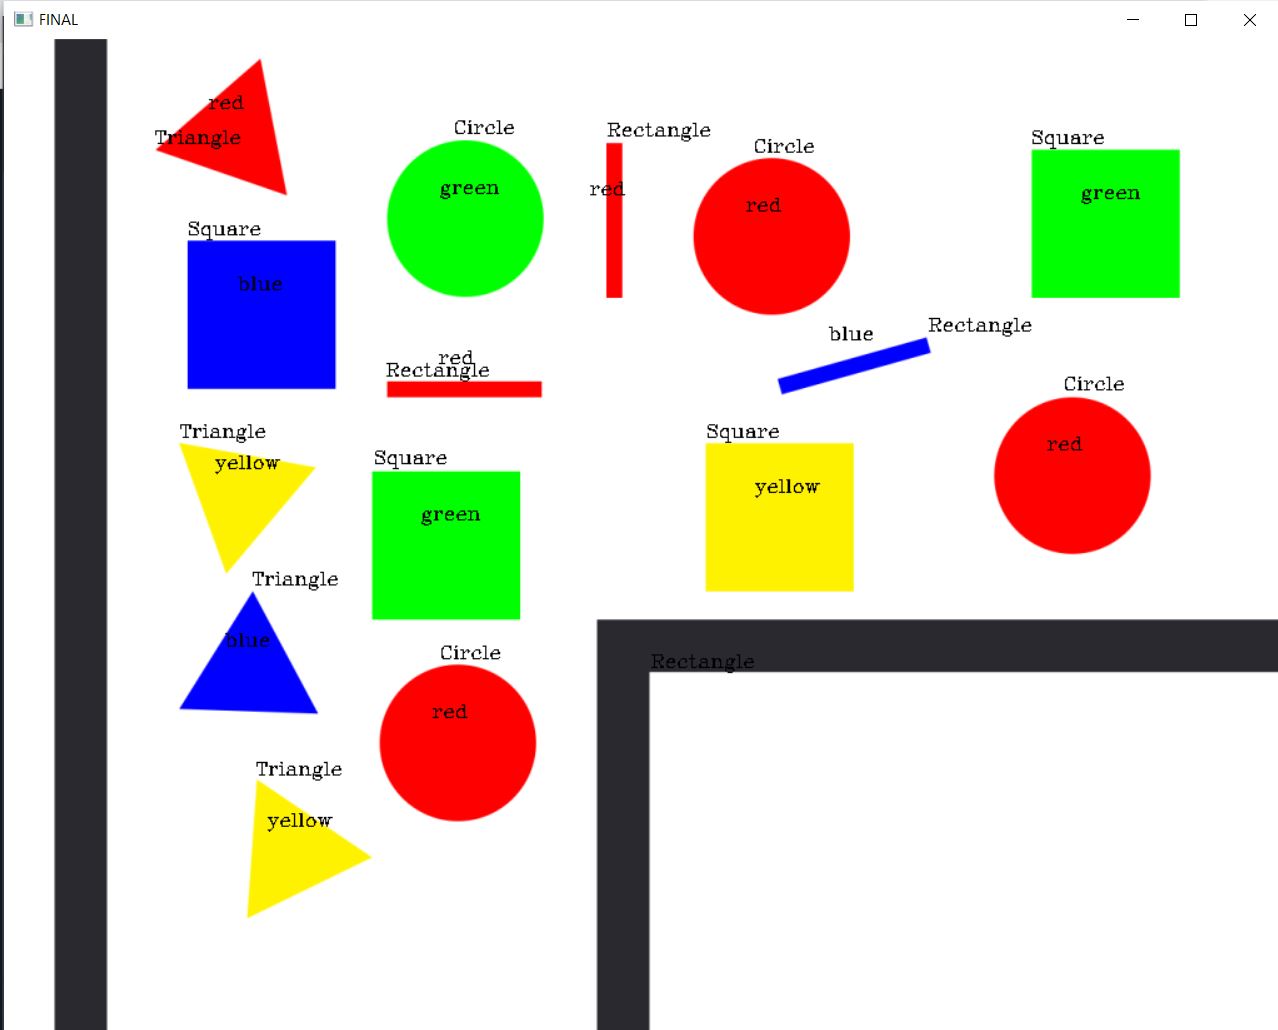 FINAL
red
Triangle
Circle
green
Rectangle
red
Circle
red
Square
green
Square
blue
blue
Rectangle
red
Rectangle
Circle
red
Triangle
yellow
Square
green
Square
yellow
Triangle
blue
Circle
red
Rectangle
Triangle
yellow